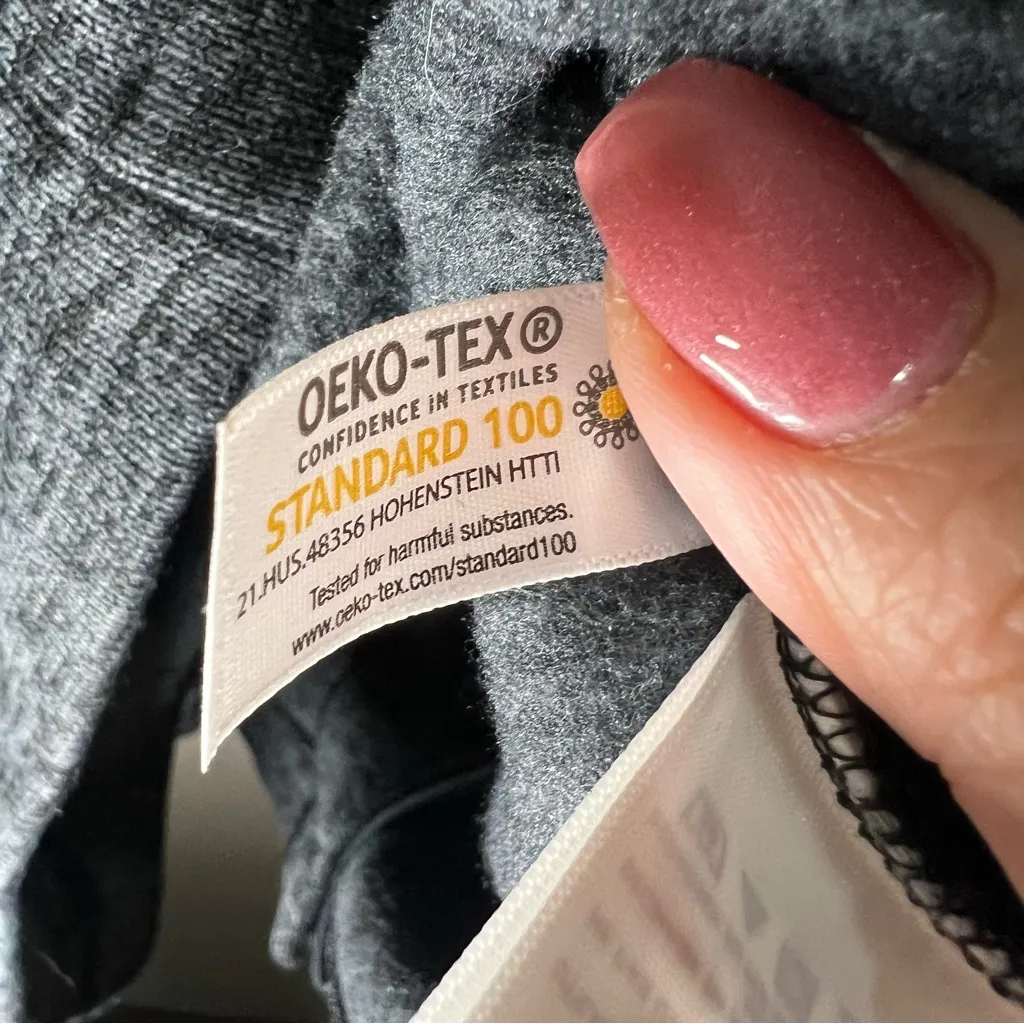 OEKO-TEX®
CONFIDENCE IN TEXTILES
STANDARD 100
21.HUS.48356 HOHENSTEIN HTTI
Tested for harmful substances.
www.oeko-tex.com/standard100